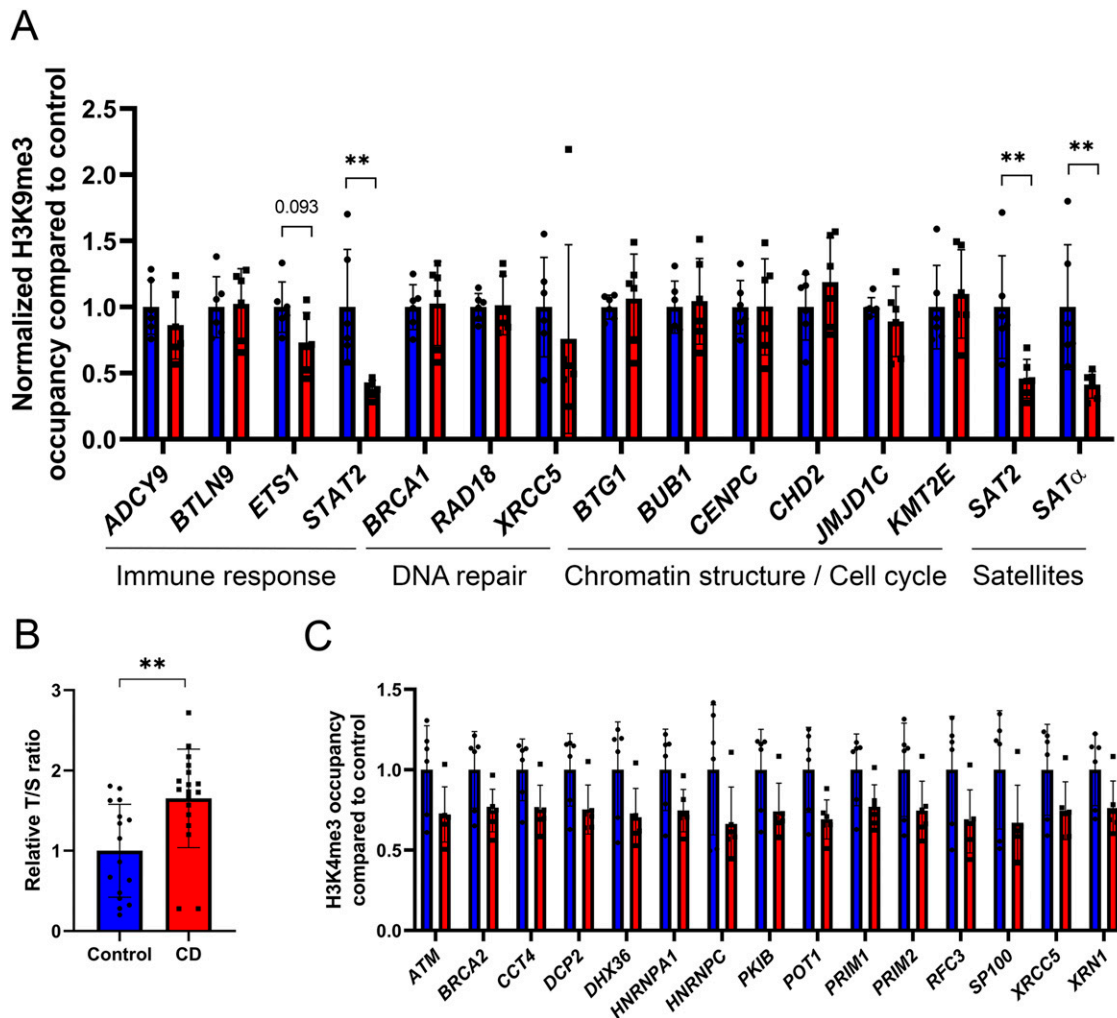 A
Normalized H3K9me3
occupancy compared to control
2.5
2.0
1.5
1.0
0.5
0.0
**
0.093
**
**
ADCY9
BTLN9
ETS1
STAT2
BRCA1
RAD18
XRCC5
BTG1
BUB1
CENPC
CHD2
JMJD1C
KMT2E
SAT2
SATα
Immune response
DNA repair
Chromatin structure / Cell cycle
Satellites
B
Relative T/S ratio
3
2
1
0
**
Control
CD
C
H3K4me3 occupancy
compared to control
1.5
1.0
0.5
0.0
ATM
BRCA2
CCT4
DCP2
DHX36
HNRNPA1
HNRNPC
PKIB
POT1
PRIM1
PRIM2
RFC3
SP100
XRCC5
XRN1